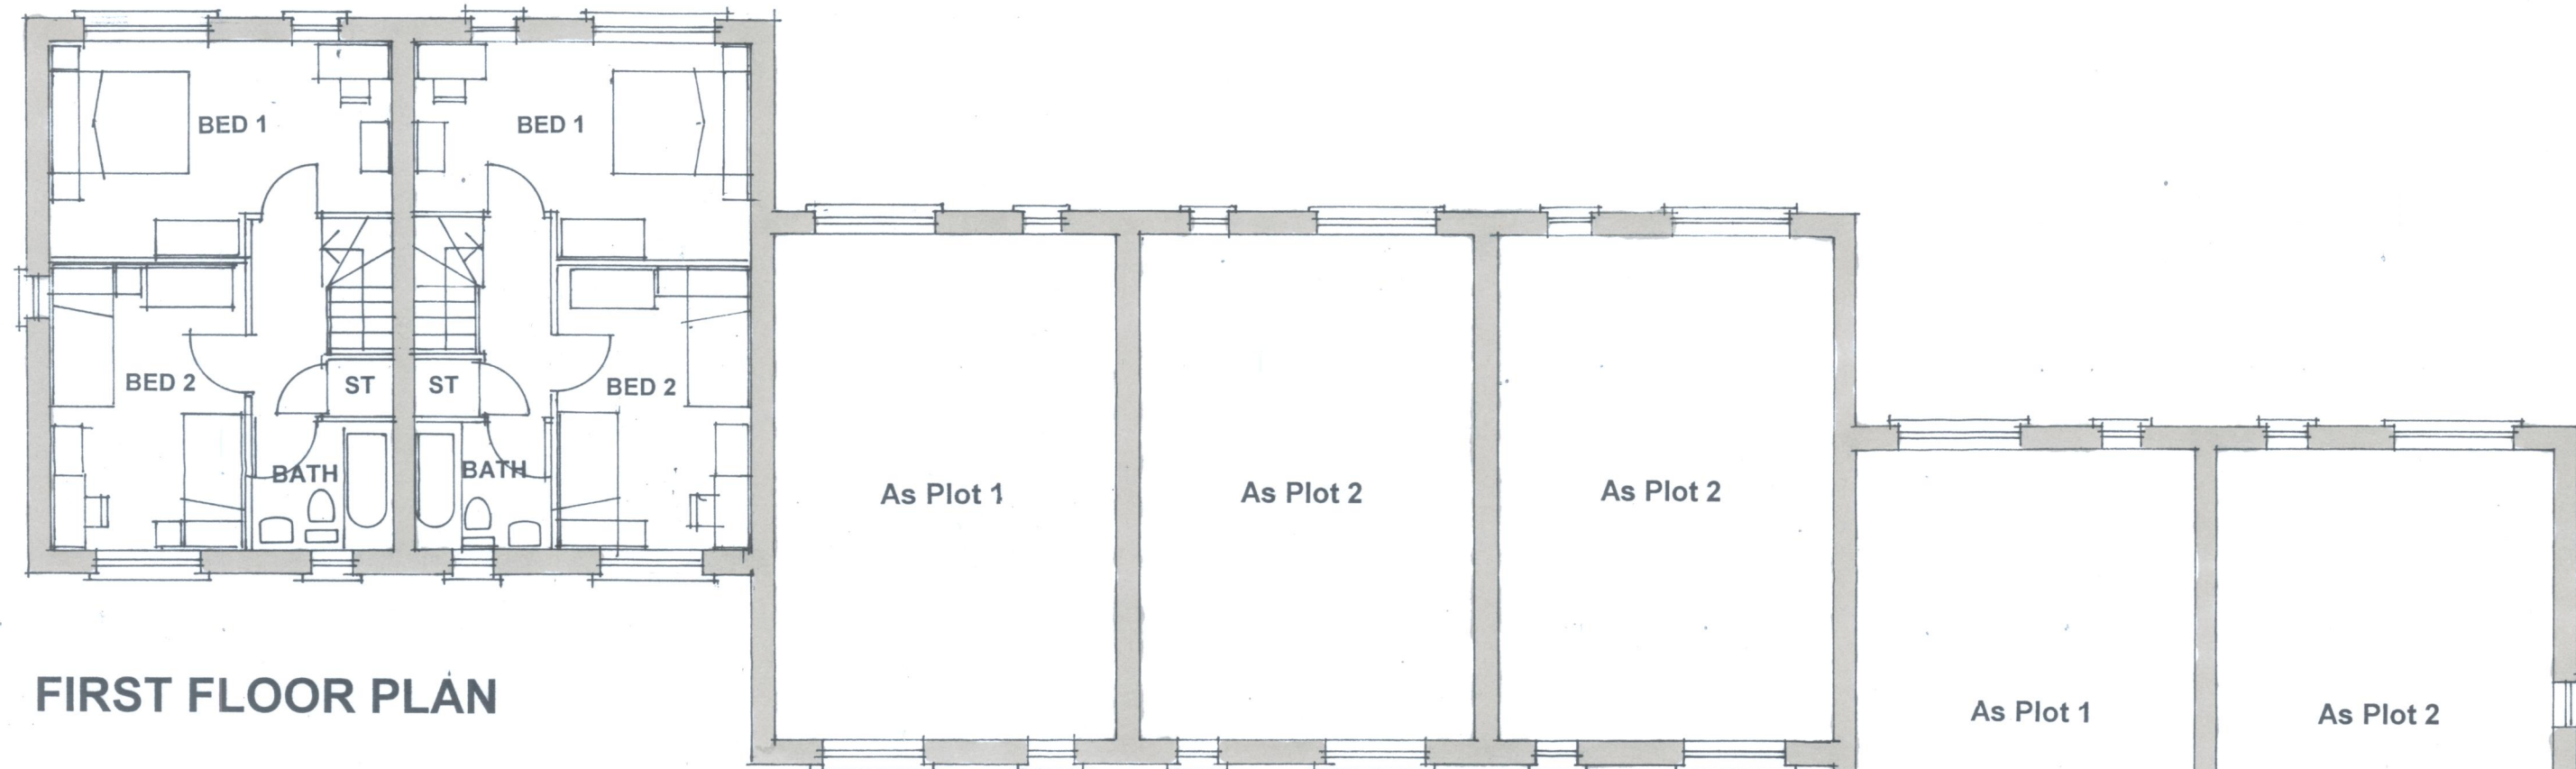 BED 1
BED 1
BED 2
ST
ST
BED 2
BATH
BATH
As Plot 1
As Plot 2
As Plot 2
As Plot 1
As Plot 2
FIRST FLOOR PLAN